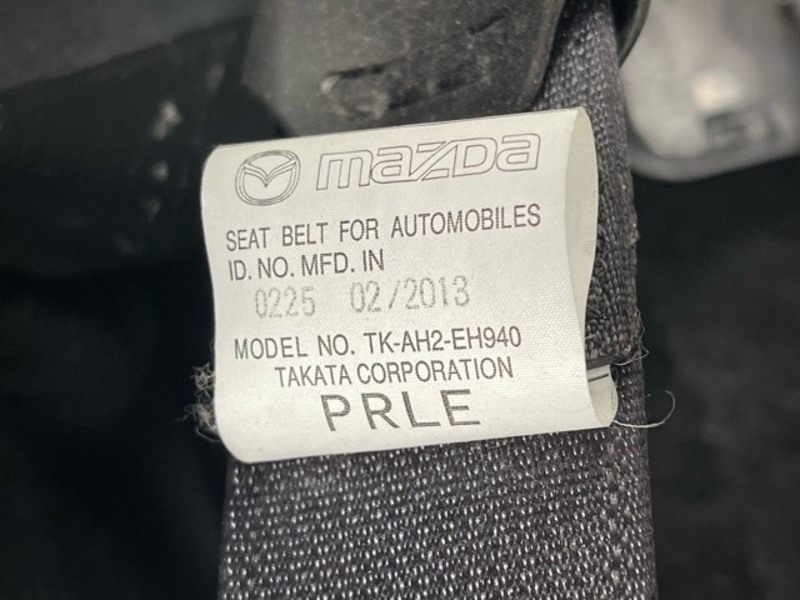 mazda
SEAT BELT FOR AUTOMOBILES
ID. NO. MFD. IN
0225 02/2013
MODEL NO. TK-AH2-EH940
TAKATA CORPORATION
PRLE